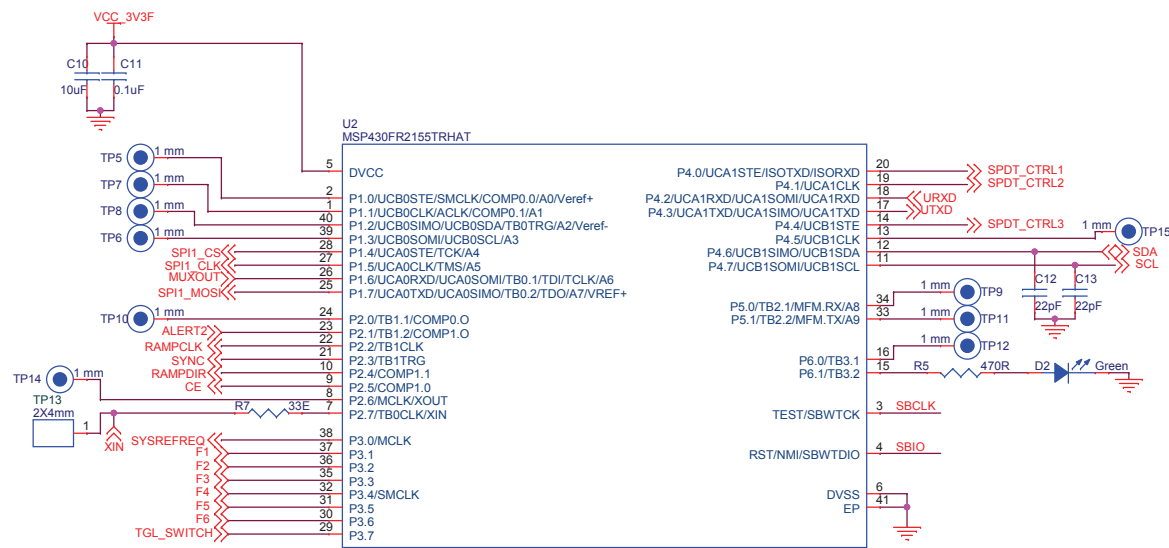 VCC_3V3F
C10 C11
10uF 0.1uF
U2
MSP430FR2155TRHAT
TP5 1 mm
TP7 1 mm
TP8 1 mm
TP6 1 mm
5 DVCC
2 P1.0/UCB0STE/SMCLK/COMP0.0/A0/Veref+
1 P1.1/UCB0CLK/ACLK/COMP0.1/A1
40 P1.2/UCB0SIMO/UCB0SDA/TB0TRG/A2/Veref-
39 P1.3/UCB0SOMI/UCB0SCL/A3
SPI1_CS 28 P1.4/UCA0STE/TCK/A4
SPI1_CLK 27 P1.5/UCA0CLK/TMS/A5
MUXOUT 26 P1.6/UCA0RXD/UCA0SOMI/TB0.1/TDI/TCLK/A6
SPI1_MOSK 25 P1.7/UCA0TXD/UCA0SIMO/TB0.2/TDO/A7/VREF+
TP10 1 mm 24 P2.0/TB1.1/COMP0.O
ALERT2 23 P2.1/TB1.2/COMP1.O
RAMPCLK 22 P2.2/TB1CLK
SYNC 21 P2.3/TB1TRG
RAMPDIR 10 P2.4/COMP1.1
CE 9 P2.5/COMP1.0
TP14 1 mm 8 P2.6/MCLK/XOUT
TP13
2X4mm
1 XIN R7 33E 7 P2.7/TB0CLK/XIN
SYSREFREQ 38 P3.0/MCLK
F1 37 P3.1
F2 36 P3.2
F3 35 P3.3
F4 32 P3.4/SMCLK
F5 31 P3.5
F6 30 P3.6
TGL_SWITCH 29 P3.7
P4.0/UCA1STE/ISOTXD/ISORXD 20 SPDT_CTRL1
P4.1/UCA1CLK 19 SPDT_CTRL2
P4.2/UCA1RXD/UCA1SOMI/UCA1RXD 18 URXD
P4.3/UCA1TXD/UCA1SIMO/UCA1TXD 17 UTXD
P4.4/UCB1STE 14 SPDT_CTRL3
P4.5/UCB1CLK 13 1 mm TP15
P4.6/UCB1SIMO/UCB1SDA 12 SDA
P4.7/UCB1SOMI/UCB1SCL 11 SCL
C12 C13
22pF 22pF
P5.0/TB2.1/MFM.RX/A8 34 1 mm TP9
P5.1/TB2.2/MFM.TX/A9 33 1 mm TP11
P6.0/TB3.1 16 1 mm TP12
P6.1/TB3.2 15 R5 470R D2 Green
TEST/SBWTCK 3 SBCLK
RST/NMI/SBWTDIO 4 SBIO
DVSS 6
EP 41